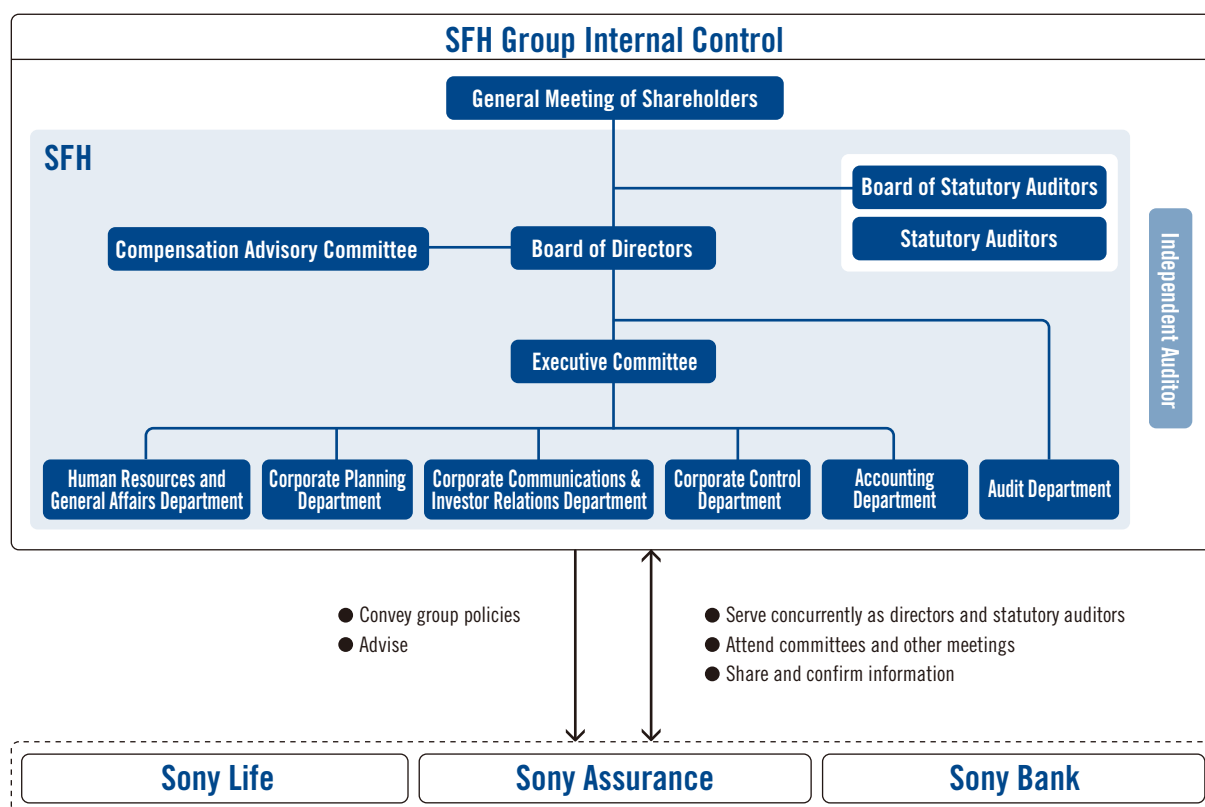 SFH Group Internal Control
General Meeting of Shareholders
SFH
Board of Statutory Auditors
Statutory Auditors
Compensation Advisory Committee
Board of Directors
Independent Auditor
Executive Committee
Human Resources and
General Affairs Department
Corporate Planning
Department
Corporate Communications &
Investor Relations Department
Corporate Control
Department
Accounting
Department
Audit Department
● Convey group policies
● Advise
● Serve concurrently as directors and statutory auditors
● Attend committees and other meetings
● Share and confirm information
Sony Life
Sony Assurance
Sony Bank